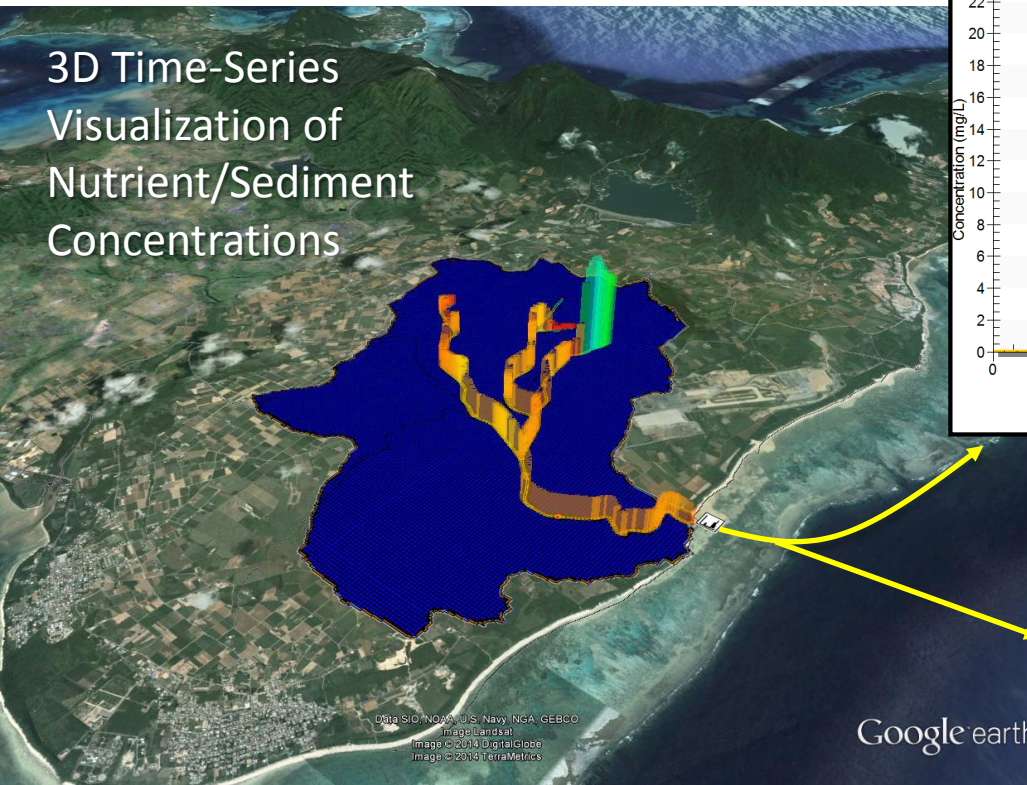 3D Time-Series
Visualization of
Nutrient/Sediment
Concentrations
22
20
18
16
14
12
10
8
6
4
2
0
0
Concentration (mg/L)
Data SIO, NOAA, U.S. Navy, NGA, GEBCO
Image Landsat
Image © 2014 DigitalGlobe
Image © 2014 TerraMetrics
Google earth